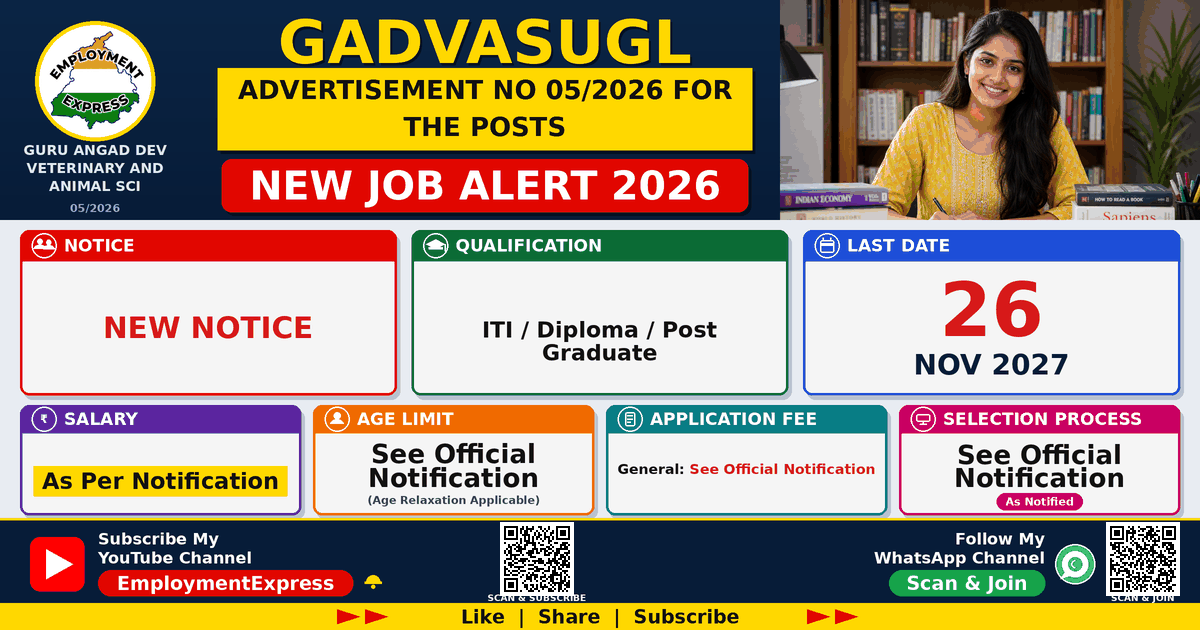 EMPLOYMENT
EXPRESS
GURU ANGAD DEV
VETERINARY AND
ANIMAL SCI
05/2026
GADVASUGL
ADVERTISEMENT NO 05/2026 FOR
THE POSTS
NEW JOB ALERT 2026
INDIAN ECONOMY
HOW TO READ A BOOK
Sapiens
NOTICE
NEW NOTICE
QUALIFICATION
ITI / Diploma / Post
Graduate
LAST DATE
26
NOV 2027
₹ SALARY
As Per Notification
AGE LIMIT
See Official
Notification
(Age Relaxation Applicable)
APPLICATION FEE
General: See Official Notification
SELECTION PROCESS
See Official
Notification
As Notified
Subscribe My
YouTube Channel
EmploymentExpress
SCAN & SUBSCRIBE
Follow My
WhatsApp Channel
Scan & Join
SCAN & JOIN
Like | Share | Subscribe